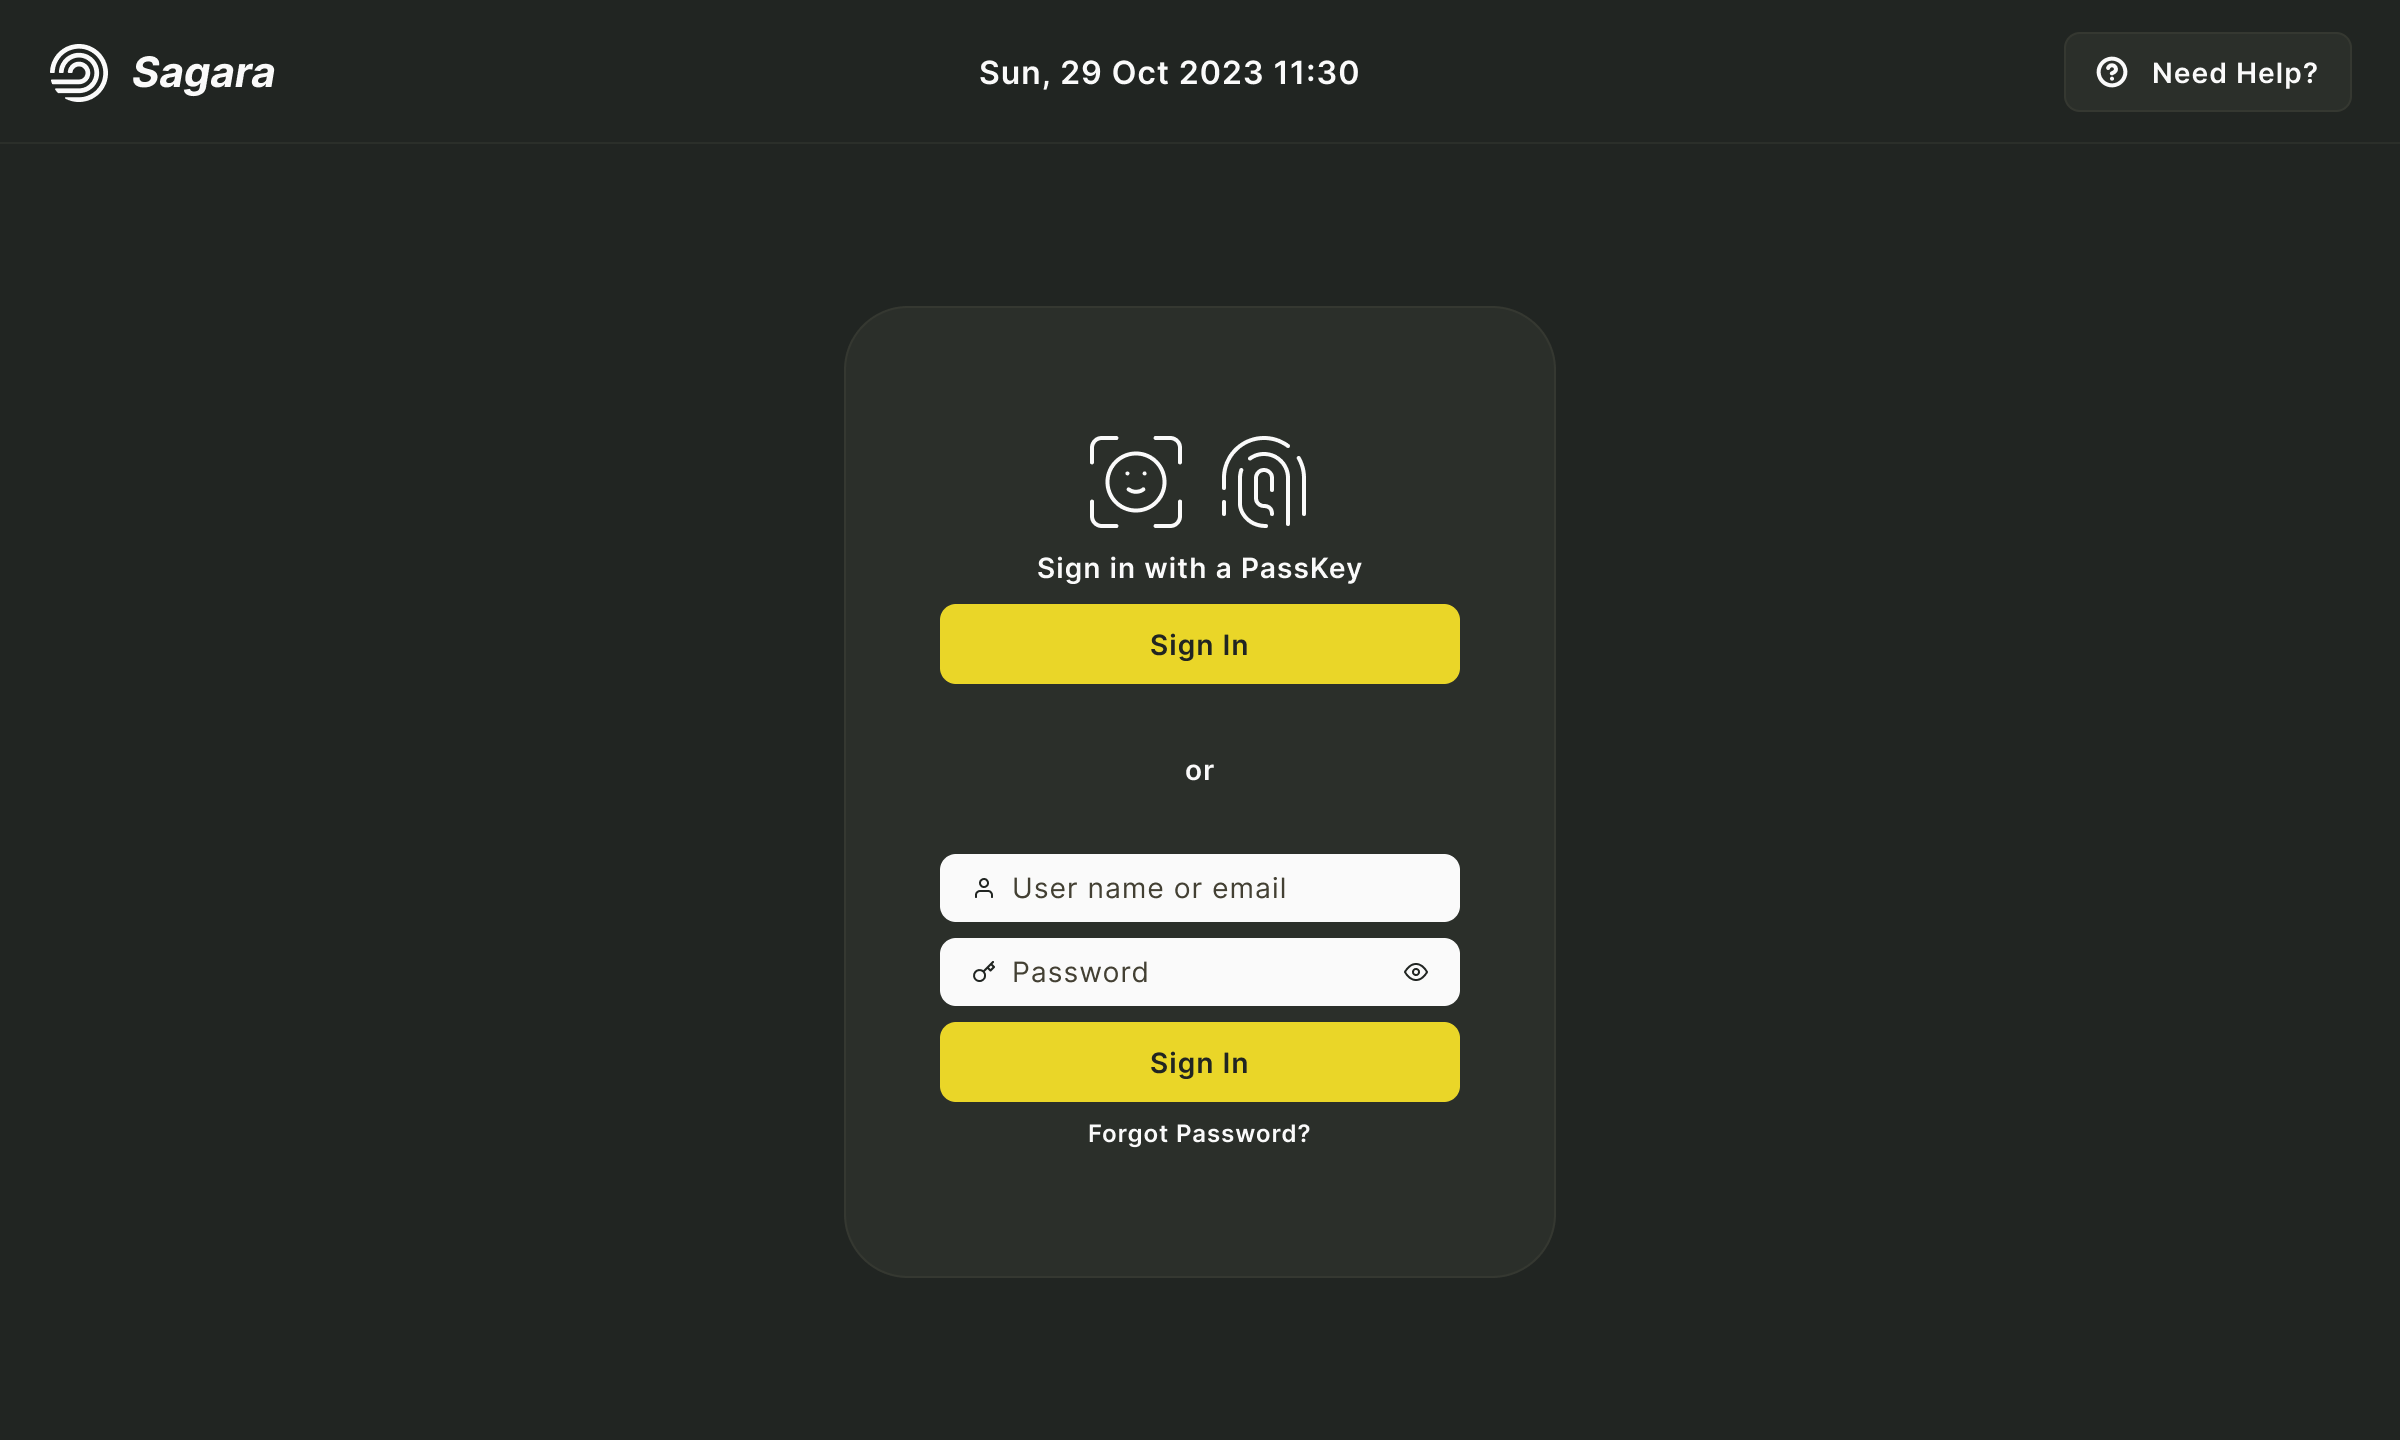 Sagara
Sun, 29 Oct 2023 11:30
Need Help?
Sign in with a PassKey
Sign In
or
User name or email
Password
Sign In
Forgot Password?